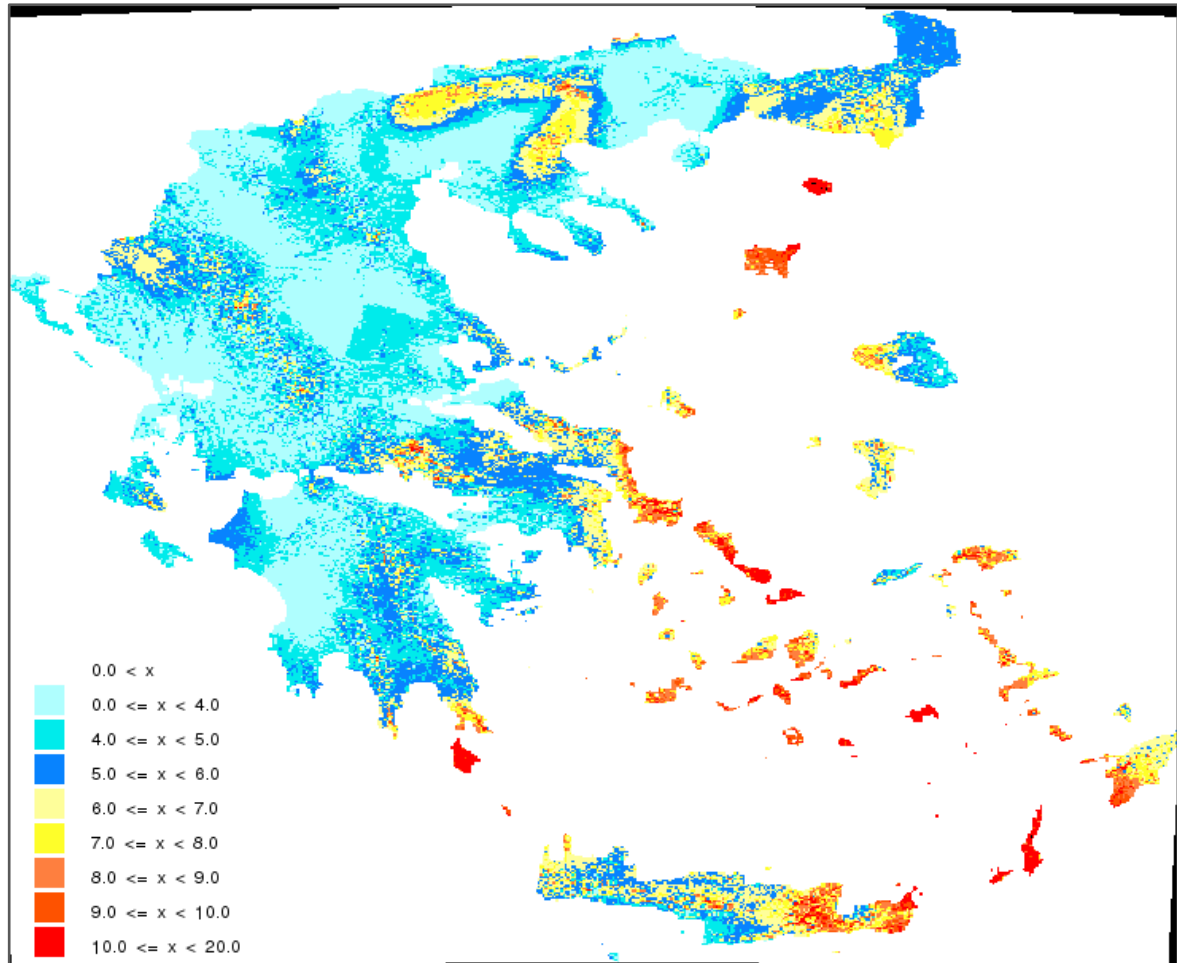 0.0 < x
0.0 <= x < 4.0
4.0 <= x < 5.0
5.0 <= x < 6.0
6.0 <= x < 7.0
7.0 <= x < 8.0
8.0 <= x < 9.0
9.0 <= x < 10.0
10.0 <= x < 20.0